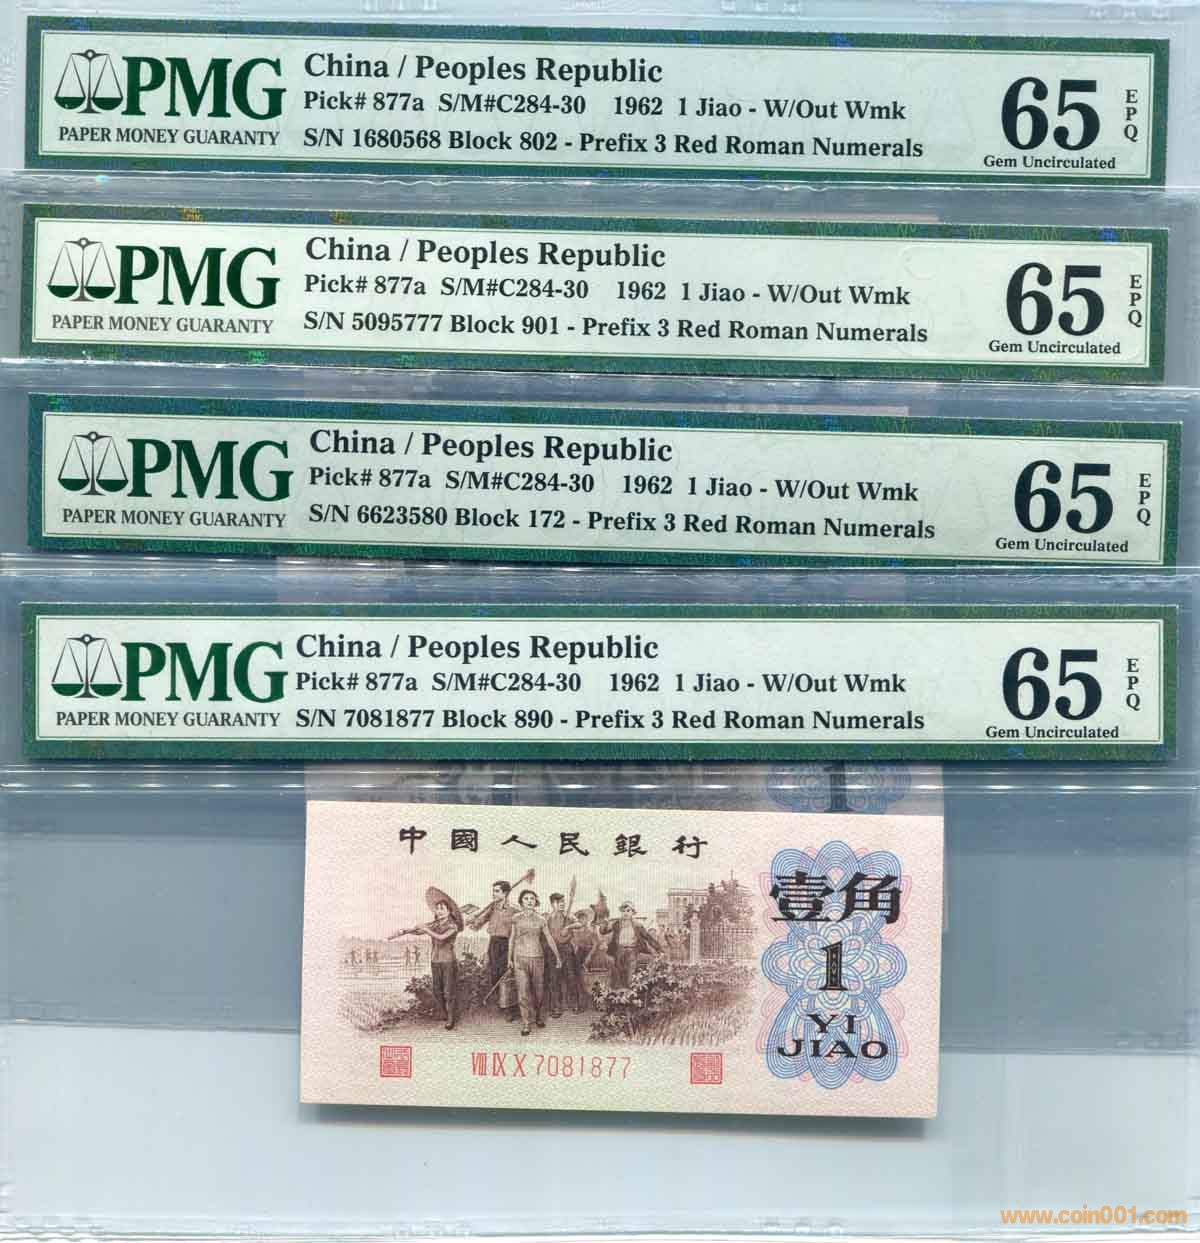 PMG
PAPER MONEY GUARANTY
China / Peoples Republic
Pick# 877a S/M#C284-30 1962 1 Jiao - W/Out Wmk
S/N 1680568 Block 802 - Prefix 3 Red Roman Numerals
65
EPQ
Gem Uncirculated
PMG
PAPER MONEY GUARANTY
China / Peoples Republic
Pick# 877a S/M#C284-30 1962 1 Jiao - W/Out Wmk
S/N 5095777 Block 901 - Prefix 3 Red Roman Numerals
65
EPQ
Gem Uncirculated
PMG
PAPER MONEY GUARANTY
China / Peoples Republic
Pick# 877a S/M#C284-30 1962 1 Jiao - W/Out Wmk
S/N 6623580 Block 172 - Prefix 3 Red Roman Numerals
65
EPQ
Gem Uncirculated
PMG
PAPER MONEY GUARANTY
China / Peoples Republic
Pick# 877a S/M#C284-30 1962 1 Jiao - W/Out Wmk
S/N 7081877 Block 890 - Prefix 3 Red Roman Numerals
65
EPQ
Gem Uncirculated
1
中國人民銀行
壹角
1
YI
JIAO
VIII IX X 7081877
www.coin001.com